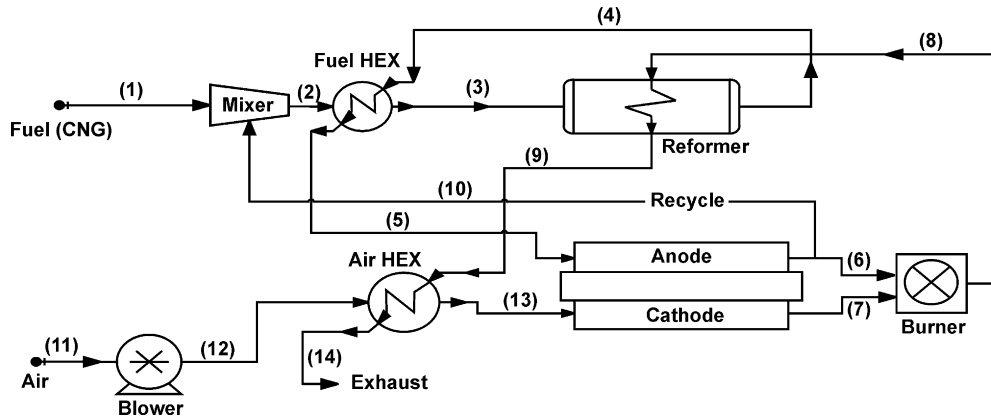 (4)
(8)
Fuel HEX
(1)
(2)
(3)
Mixer
Fuel (CNG)
Reformer
(9)
(10)
Recycle
(5)
Air HEX
Anode
(6)
(13)
Cathode
(7)
Burner
(11)
(12)
(14)
Air
Exhaust
Blower